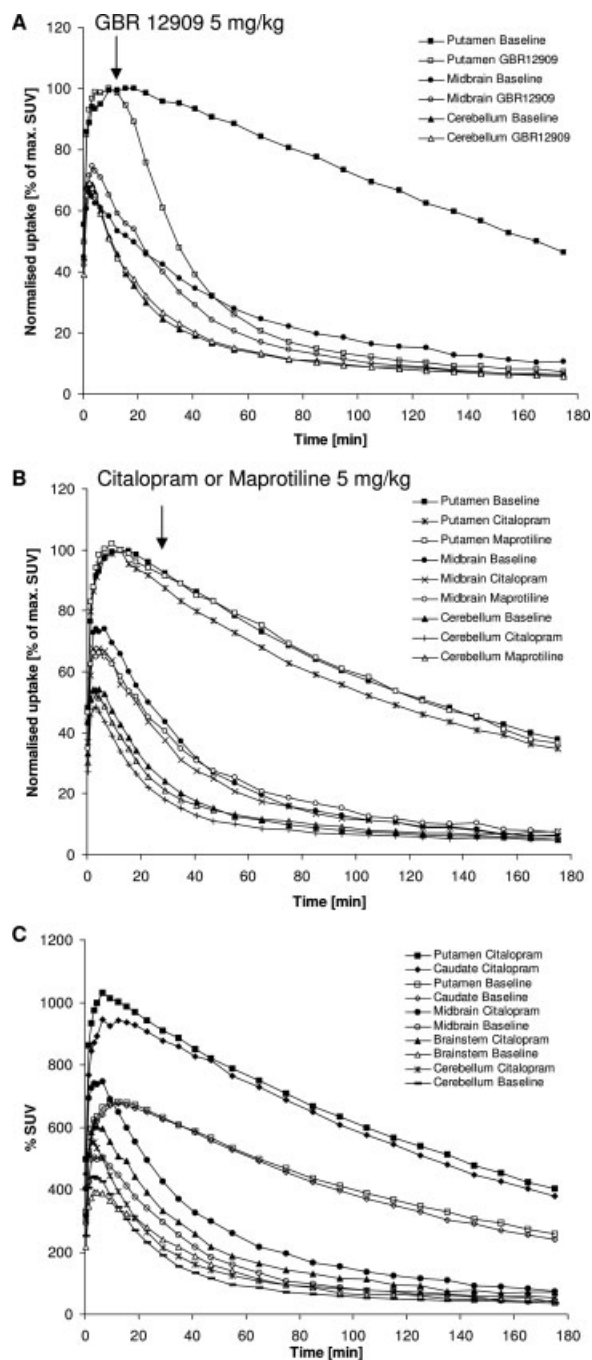 A
GBR 12909 5 mg/kg
Normalised uptake [% of max. SUV]
120
100
80
60
40
20
0
Putamen Baseline
Putamen GBR12909
Midbrain Baseline
Midbrain GBR12909
Cerebellum Baseline
Cerebellum GBR12909
0 20 40 60 80 100 120 140 160 180
Time [min]
B
Citalopram or Maprotiline 5 mg/kg
Normalised uptake [% of max. SUV]
120
100
80
60
40
20
0
Putamen Baseline
Putamen Citalopram
Putamen Maprotiline
Midbrain Baseline
Midbrain Citalopram
Midbrain Maprotiline
Cerebellum Baseline
Cerebellum Citalopram
Cerebellum Maprotiline
0 20 40 60 80 100 120 140 160 180
Time [min]
C
% SUV
1200
1000
800
600
400
200
0
Putamen Citalopram
Caudate Citalopram
Putamen Baseline
Caudate Baseline
Midbrain Citalopram
Midbrain Baseline
Brainstem Citalopram
Brainstem Baseline
Cerebellum Citalopram
Cerebellum Baseline
0 20 40 60 80 100 120 140 160 180
Time [min]